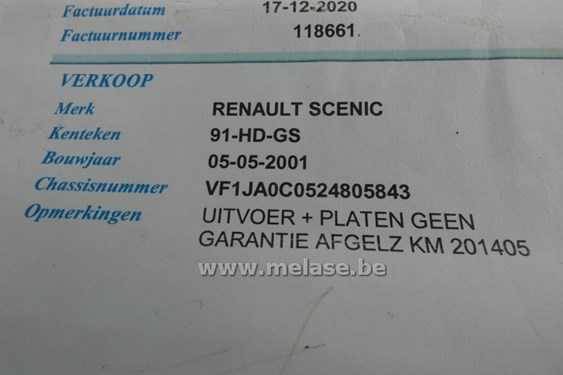 Factuurdatum 17-12-2020
Factuurnummer 118661.
VERKOOP
Merk RENAULT SCENIC
Kenteken 91-HD-GS
Bouwjaar 05-05-2001
Chassisnummer VF1JA0C0524805843
Opmerkingen UITVOER + PLATEN GEEN
GARANTIE AFGELZ KM 201405
www.melase.be